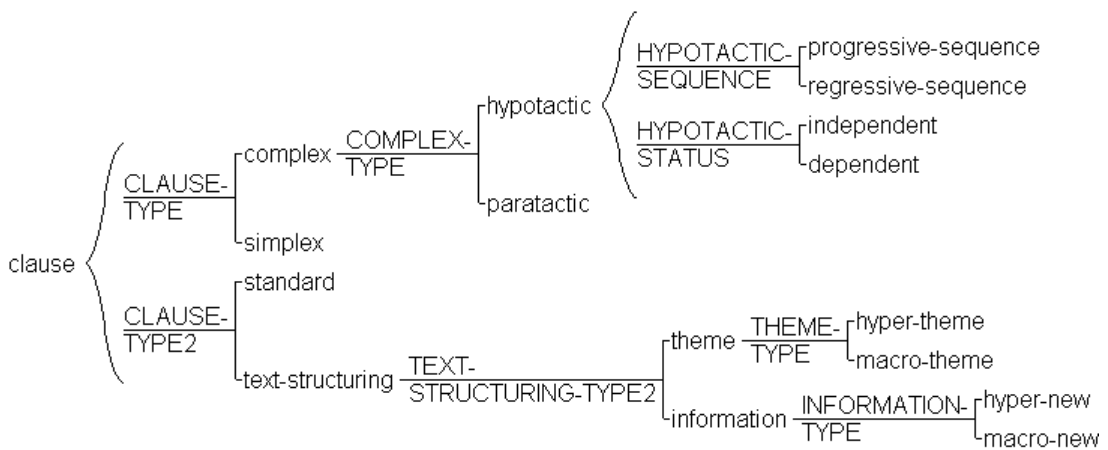 HYPOTACTIC-
SEQUENCE
progressive-sequence
regressive-sequence
hypotactic
HYPOTACTIC-
STATUS
independent
dependent
complex
COMPLEX-
TYPE
CLAUSE-
TYPE
paratactic
simplex
clause
standard
CLAUSE-
TYPE2
text-structuring
TEXT-
STRUCTURING-TYPE2
theme
THEME-
TYPE
hyper-theme
macro-theme
information
INFORMATION-
TYPE
hyper-new
macro-new